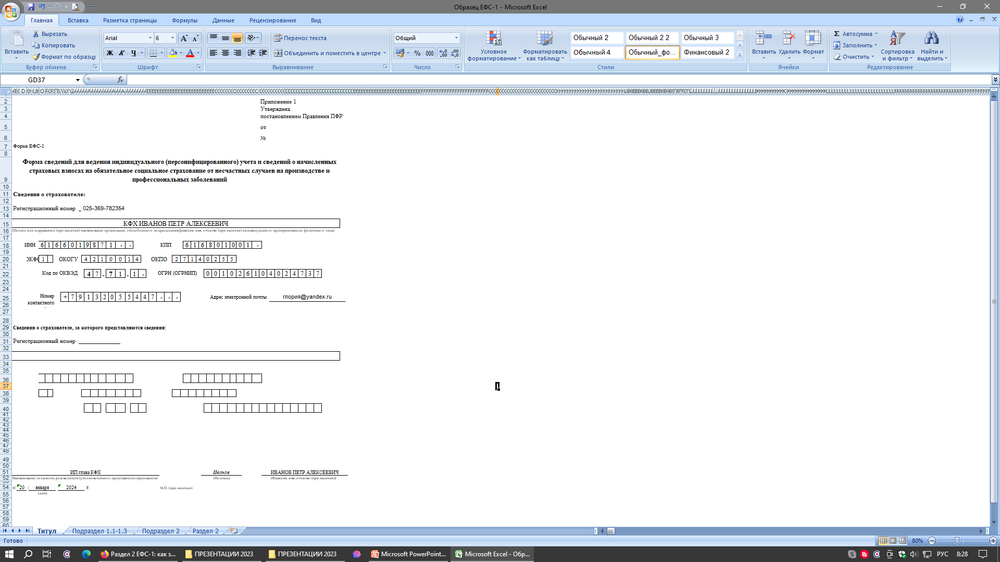 Образец ЕФС-1 - Microsoft Excel
Главная Вставка Разметка страницы Формулы Данные Рецензирование Вид
Вставить
Вырезать
Копировать
Формат по образцу
Буфер обмена
Arial 6
Ж К Ч
Шрифт
Перенос текста
Объединить и поместить в центре
Выравнивание
Общий
% 000
Число
Условное форматирование
Форматировать как таблицу
Обычный 2 Обычный 2 2 Обычный 3
Обычный 4 Обычный_фо... Финансовый 2
Стили
Вставить Удалить Формат
Ячейки
Автосумма
Заполнить
Очистить
Сортировка и фильтр
Найти и выделить
Редактирование
GD37
Приложение 1
Утверждена
постановлением Правления ПФР
от
№
Форма ЕФС-1
Форма сведений для ведения индивидуального (персонифицированного) учета и сведений о начисленных
страховых взносах на обязательное социальное страхование от несчастных случаев на производстве и
профессиональных заболеваний
Сведения о страхователе:
Регистрационный номер _ 025-369-782354
КФХ ИВАНОВ ПЕТР АЛЕКСЕЕВИЧ
(Полное или сокращенное (при наличии) наименование организации, обособленного подразделения/фамилия, имя, отчество (при наличии) индивидуального предпринимателя, физического лица)
ИНН 6 1 6 6 0 1 9 8 7 1 - - КПП 6 1 6 8 0 1 0 0 1 -
ОКФС 1 ОКОГУ 4 2 1 0 0 1 4 ОКПО 2 7 1 4 0 2 5 5
Код по ОКВЭД 4 7 . 7 1 . 1 - ОГРН (ОГРНИП) 0 0 1 0 2 6 1 0 4 0 2 4 7 3 7
Номер контактного + 7 9 1 3 2 0 5 5 4 4 7 - - - Адрес электронной почты глория@yandex.ru
Сведения о страхователе, за которого представляются сведения:
Регистрационный номер
ИП глава КФХ Иванов ИВАНОВ ПЕТР АЛЕКСЕЕВИЧ
Наименование должности руководителя (уполномоченного представителя страхователя) (Подпись) (Фамилия, имя, отчество (при наличии))
« 20 : января 2024 г. М.П. (при наличии)
(дата)
Титул Подраздел 1.1-1.3 Подраздел 2 Раздел 2
Готово 80%
Раздел 2 ЕФС-1: как з... ПРЕЗЕНТАЦИИ 2023 ПРЕЗЕНТАЦИИ 2023 Microsoft PowerPoint... Microsoft Excel - Обр... РУС 8:28